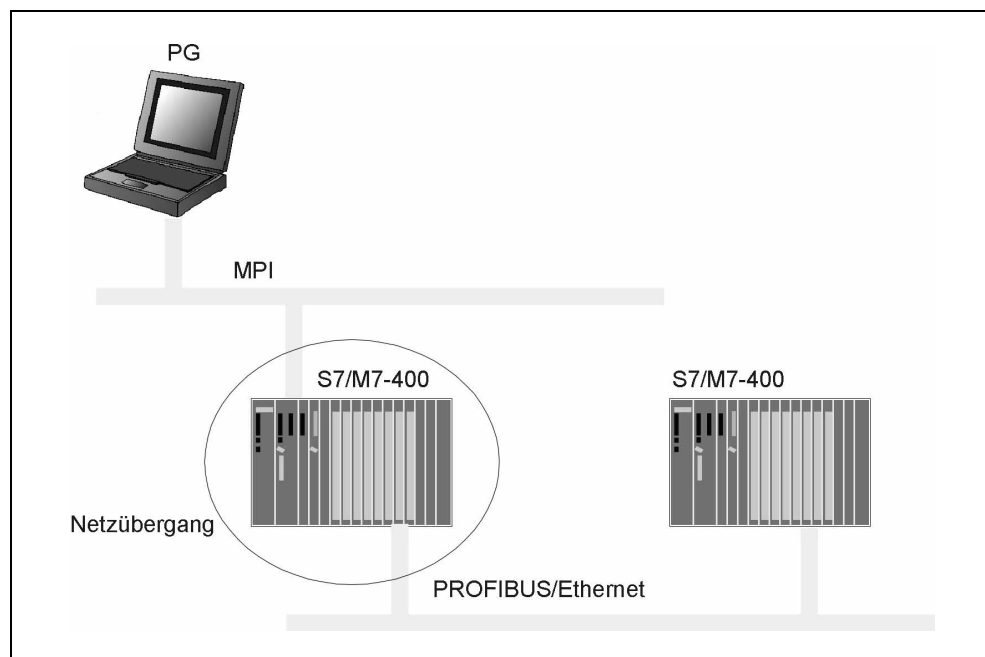 PG
MPI
S7/M7-400
S7/M7-400
Netzübergang
PROFIBUS/Ethernet